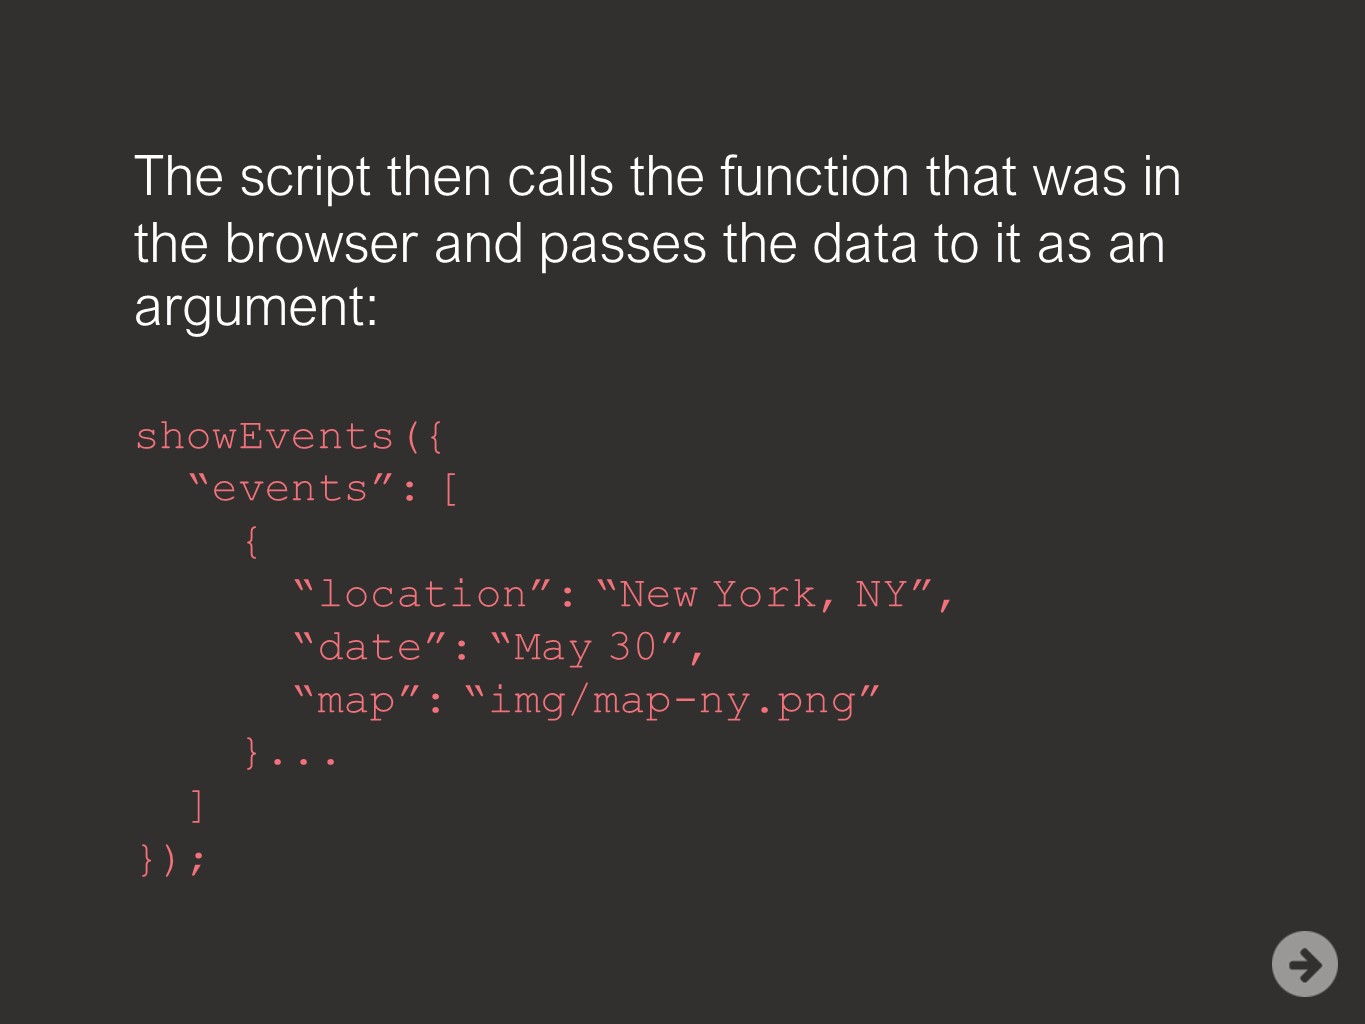 The script then calls the function that was in
the browser and passes the data to it as an
argument:
showEvents({
“events”: [
{
“location”: “New York, NY”,
“date”: “May 30”,
“map”: “img/map-ny.png”
}...
]
});